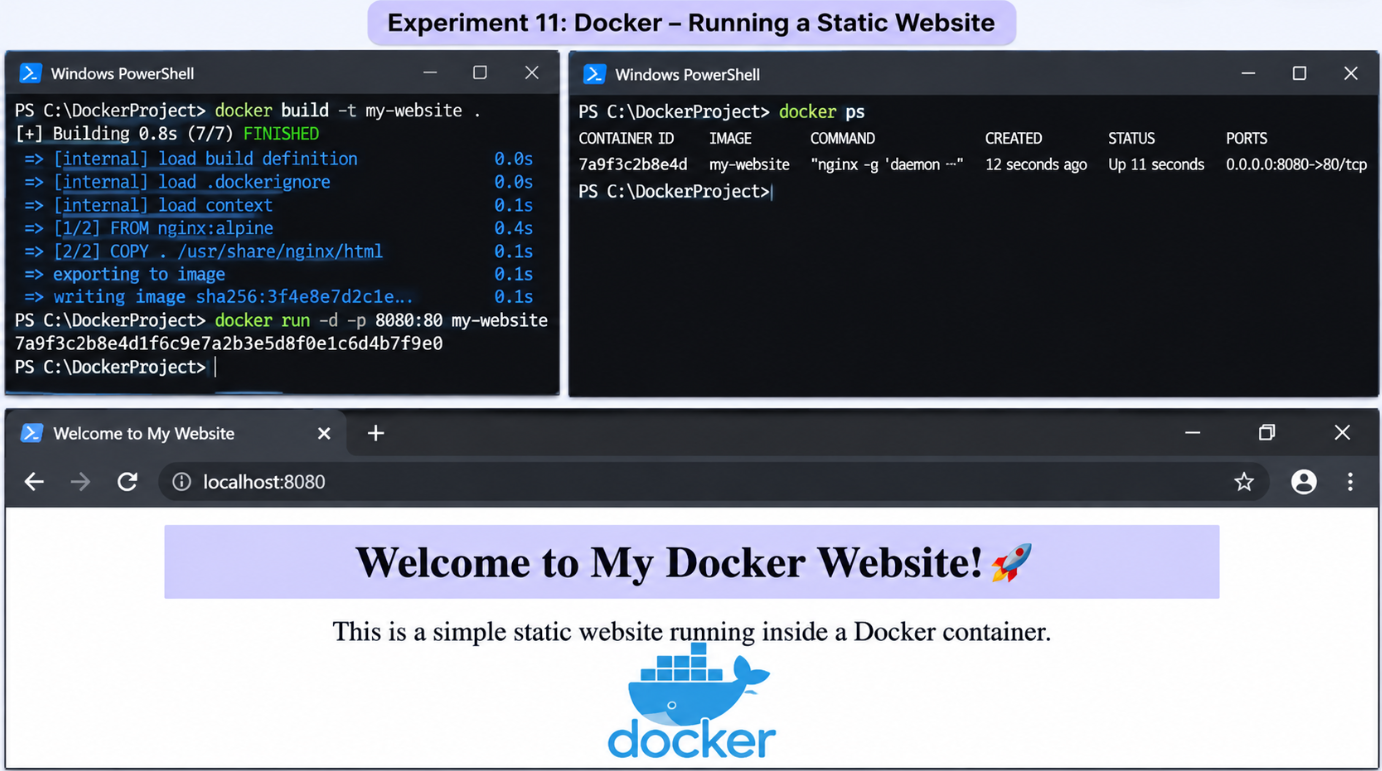 Experiment 11: Docker – Running a Static Website
Windows PowerShell
PS C:\DockerProject> docker build -t my-website .
[+] Building 0.8s (7/7) FINISHED
=> [internal] load build definition 0.0s
=> [internal] load .dockerignore 0.0s
=> [internal] load context 0.1s
=> [1/2] FROM nginx:alpine 0.4s
=> [2/2] COPY . /usr/share/nginx/html 0.1s
=> exporting to image 0.1s
=> writing image sha256:3f4e8e7d2c1e... 0.1s
PS C:\DockerProject> docker run -d -p 8080:80 my-website
7a9f3c2b8e4d1f6c9e7a2b3e5d8f0e1c6d4b7f9e0
PS C:\DockerProject>
Windows PowerShell
PS C:\DockerProject> docker ps
CONTAINER ID IMAGE COMMAND CREATED STATUS PORTS
7a9f3c2b8e4d my-website "nginx -g 'daemon ···" 12 seconds ago Up 11 seconds 0.0.0.0:8080->80/tcp
PS C:\DockerProject>
Welcome to My Website
localhost:8080
Welcome to My Docker Website! 🚀
This is a simple static website running inside a Docker container.
docker